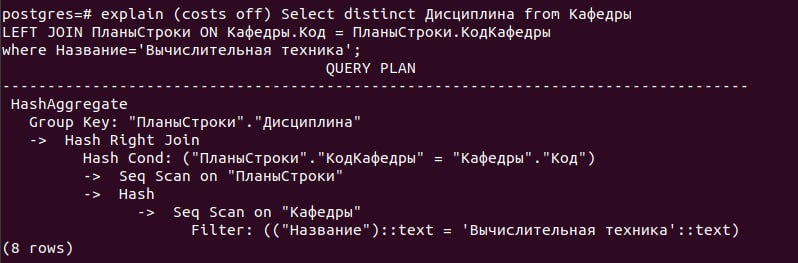 postgres=# explain (costs off) Select distinct Дисциплина from Кафедры
LEFT JOIN ПланыСтроки ON Кафедры.Код = ПланыСтроки.КодКафедры
where Название='Вычислительная техника';
QUERY PLAN
--------------------------------------------------------------------------------------------
HashAggregate
Group Key: "ПланыСтроки"."Дисциплина"
-> Hash Right Join
Hash Cond: ("ПланыСтроки"."КодКафедры" = "Кафедры"."Код")
-> Seq Scan on "ПланыСтроки"
-> Hash
-> Seq Scan on "Кафедры"
Filter: (("Название")::text = 'Вычислительная техника'::text)
(8 rows)